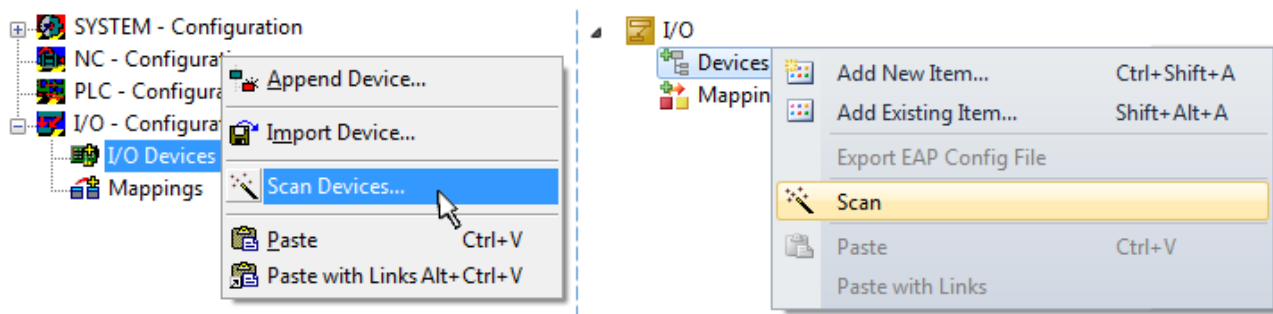 SYSTEM - Configuration
NC - Configurati
PLC - Configura
I/O - Configura
I/O Devices
Mappings
Append Device...
Import Device...
Scan Devices...
Paste Ctrl+V
Paste with Links Alt+Ctrl+V
I/O
Devices
Mappin
Add New Item... Ctrl+Shift+A
Add Existing Item... Shift+Alt+A
Export EAP Config File
Scan
Paste Ctrl+V
Paste with Links